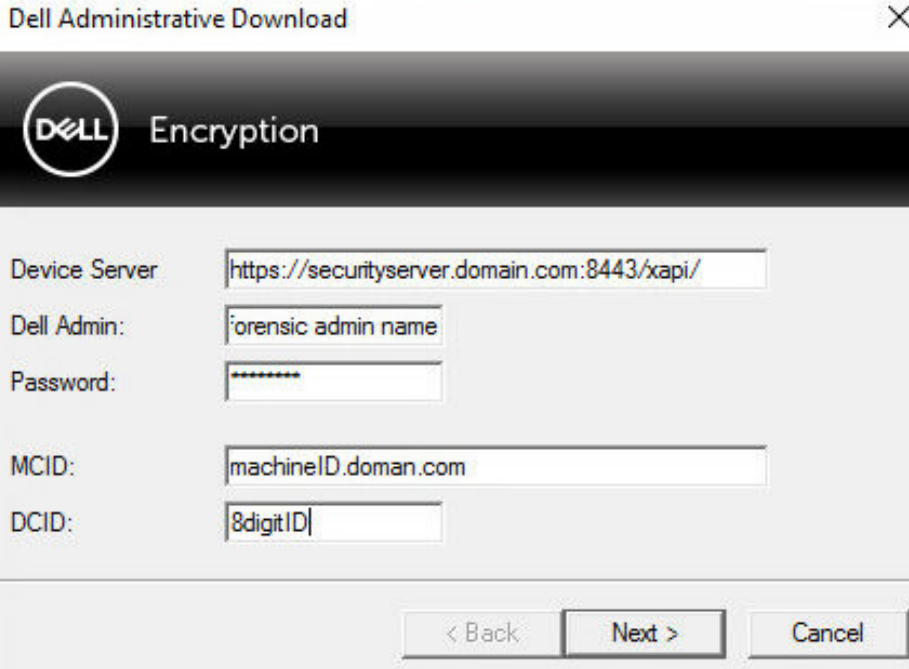 Dell Administrative Download
DELL Encryption
Device Server https://securityserver.domain.com:8443/xapi/
Dell Admin: forensic admin name
Password: ********
MCID: machineID.doman.com
DCID: 8digitID
< Back Next > Cancel